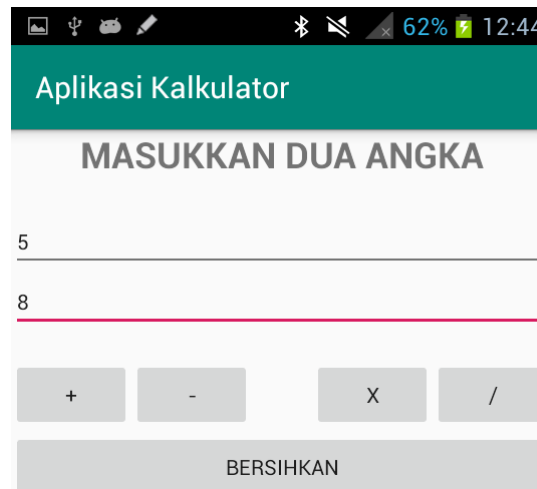 62% 12:44
Aplikasi Kalkulator
MASUKKAN DUA ANGKA
5
8
+ - X /
BERSIHKAN